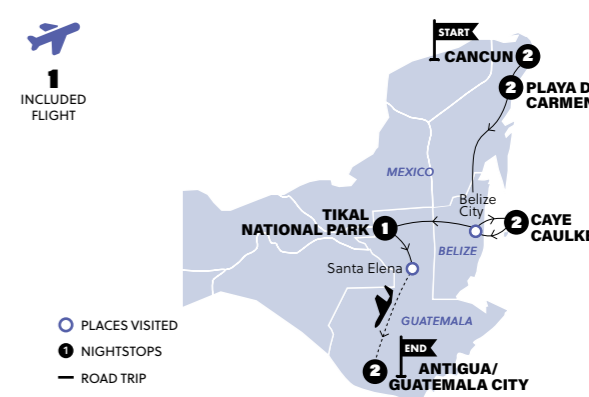 1
INCLUDED
FLIGHT
START
CANCUN 2
2 PLAYA D
CARMEN
MEXICO
Belize
City
2 CAYE
CAULK
BELIZE
TIKAL
NATIONAL PARK 1
Santa Elena
GUATEMALA
END
2 ANTIGUA/
GUATEMALA CITY
PLACES VISITED
1 NIGHTSTOPS
ROAD TRIP